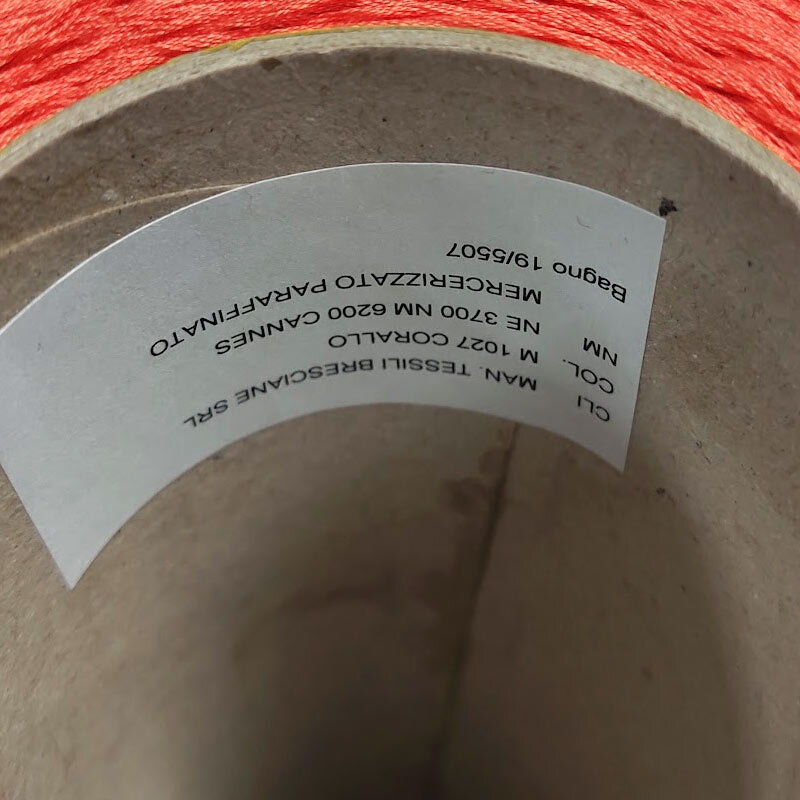 CLI MAN. TESSILI BRESCIANE SRL
COL. M 1027 CORALLO
NM NE 3700 NM 6200 CANNES
MERCERIZZATO PARAFFINATO
Bagno 19/5507